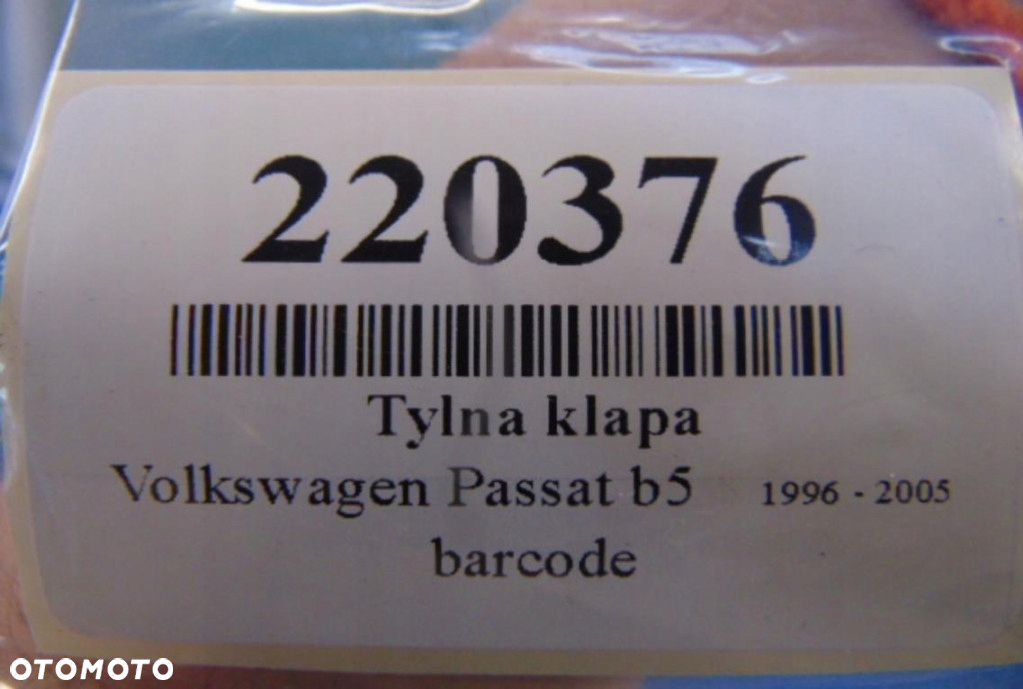 220376
Tylna klapa
Volkswagen Passat b5 1996 - 2005
barcode
OTOMOTO